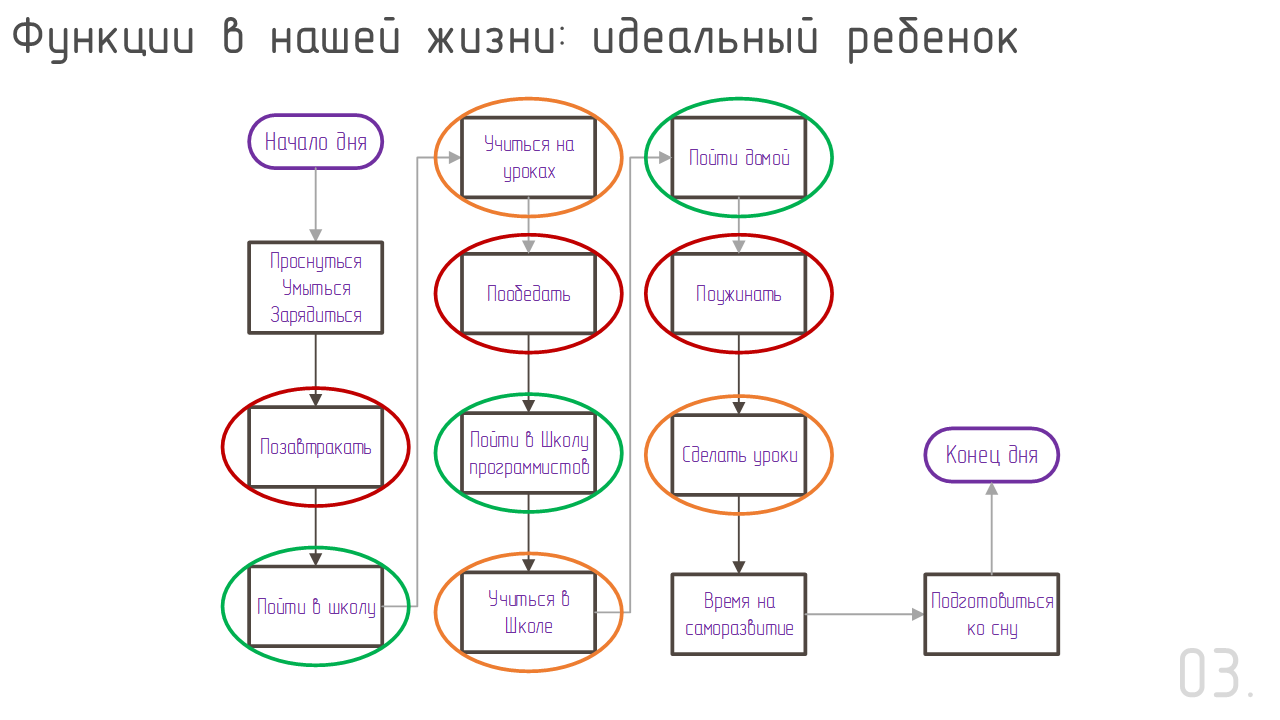 Функции в нашей жизни: идеальный ребенок
Начало дня
Проснуться
Умыться
Зарядиться
Позавтракать
Пойти в школу
Учиться на
уроках
Пообедать
Пойти в Школу
программистов
Учиться в
Школе
Пойти домой
Поужинать
Сделать уроки
Время на
саморазвитие
Подготовиться
ко сну
Конец дня
03.